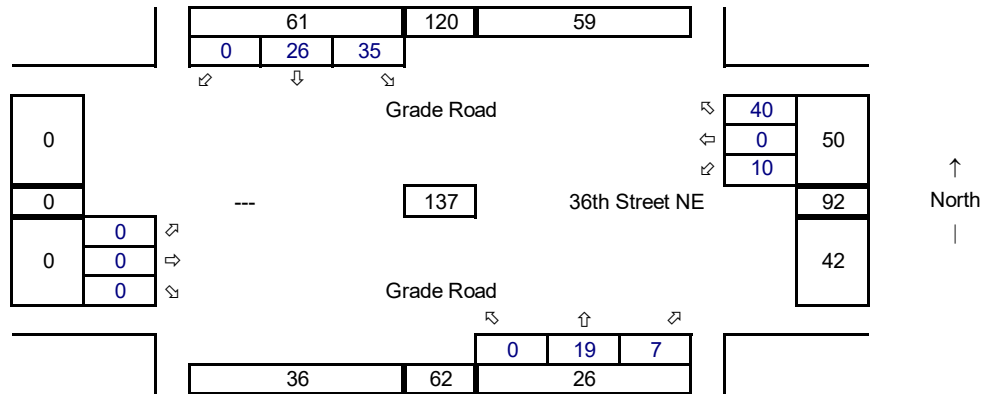 61 120 59
0 26 35
⬃ ⇩ ⬂
Grade Road
⬁ 40
0 ⇦ 0 50
⬃ 10
↑
0 --- 137 36th Street NE 92 North
|
0 ⬀
0 0 ⇨ 42
0 ⬂
Grade Road
⬁ ⇧ ⬀
0 19 7
36 62 26